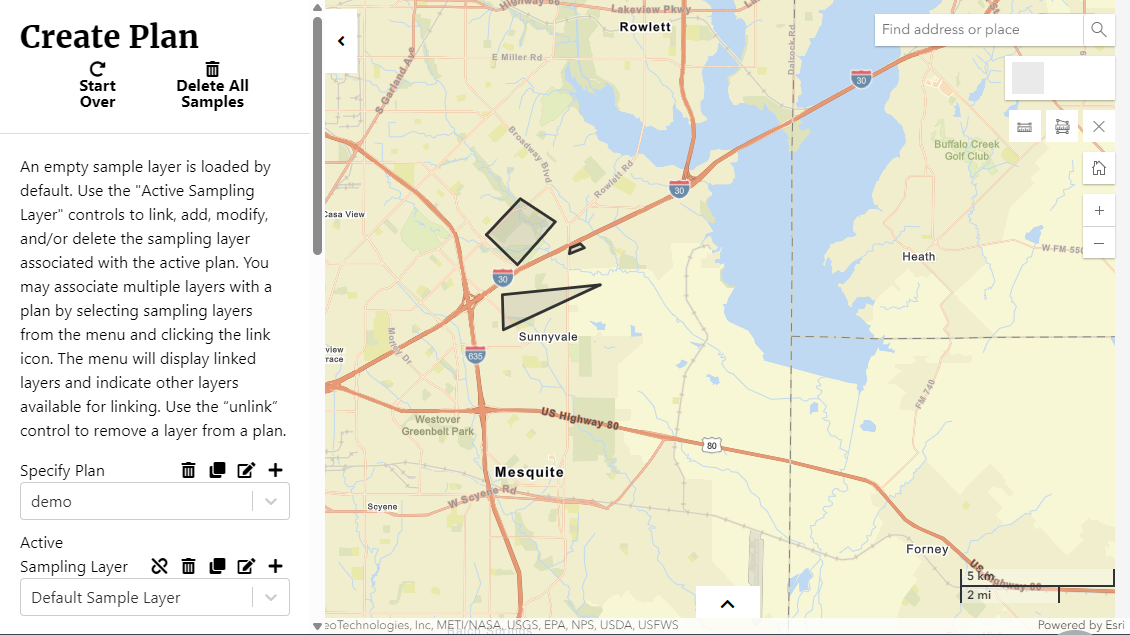 Create Plan
Start
Over
Delete All
Samples
An empty sample layer is loaded by
default. Use the "Active Sampling
Layer" controls to link, add, modify,
and/or delete the sampling layer
associated with the active plan. You
may associate multiple layers with a
plan by selecting sampling layers
from the menu and clicking the link
icon. The menu will display linked
layers and indicate other layers
available for linking. Use the “unlink”
control to remove a layer from a plan.
Specify Plan
demo
Active
Sampling Layer
Default Sample Layer
Highway 66
Lakeview Pkwy
Rowlett
Find address or place
E Miller Rd
S Garland Ave
Dalrock Rd
30
Broadway Blvd
Rowlett Rd
30
Buffalo Creek
Golf Club
Casa View
Heath
W FM-550
30
Sunnyvale
Motley Dr
view
rrace
635
FM-740
Westover
Greenbelt Park
US Highway 80
80
Mesquite
W Scyene Rd
Scyene
Forney
US Highway 80
5 km
2 mi
eoTechnologies, Inc, METI/NASA, USGS, EPA, NPS, USDA, USFWS
Powered by Esri